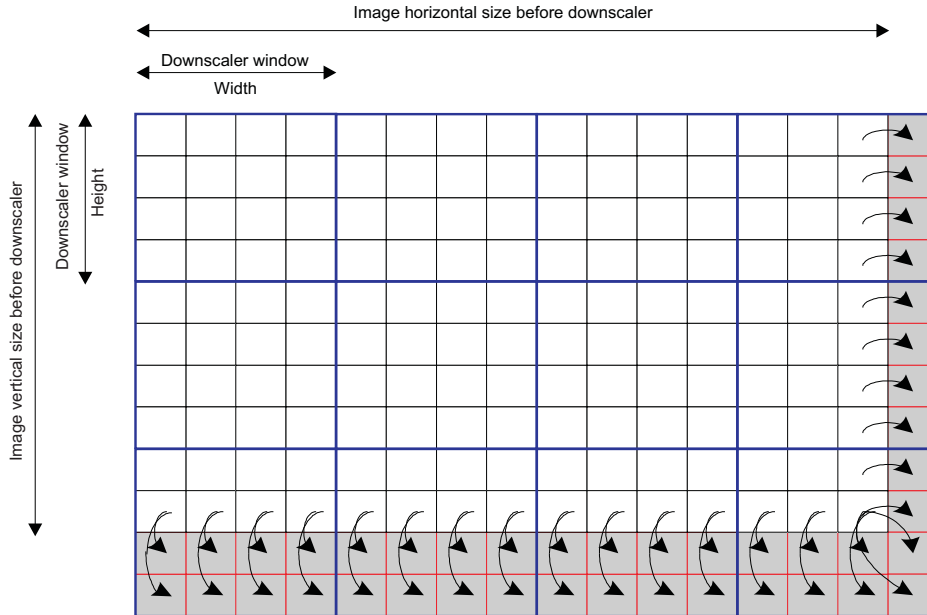 Image horizontal size before downscaler
Downscaler window
Width
Image vertical size before downscaler
Downscaler window
Height